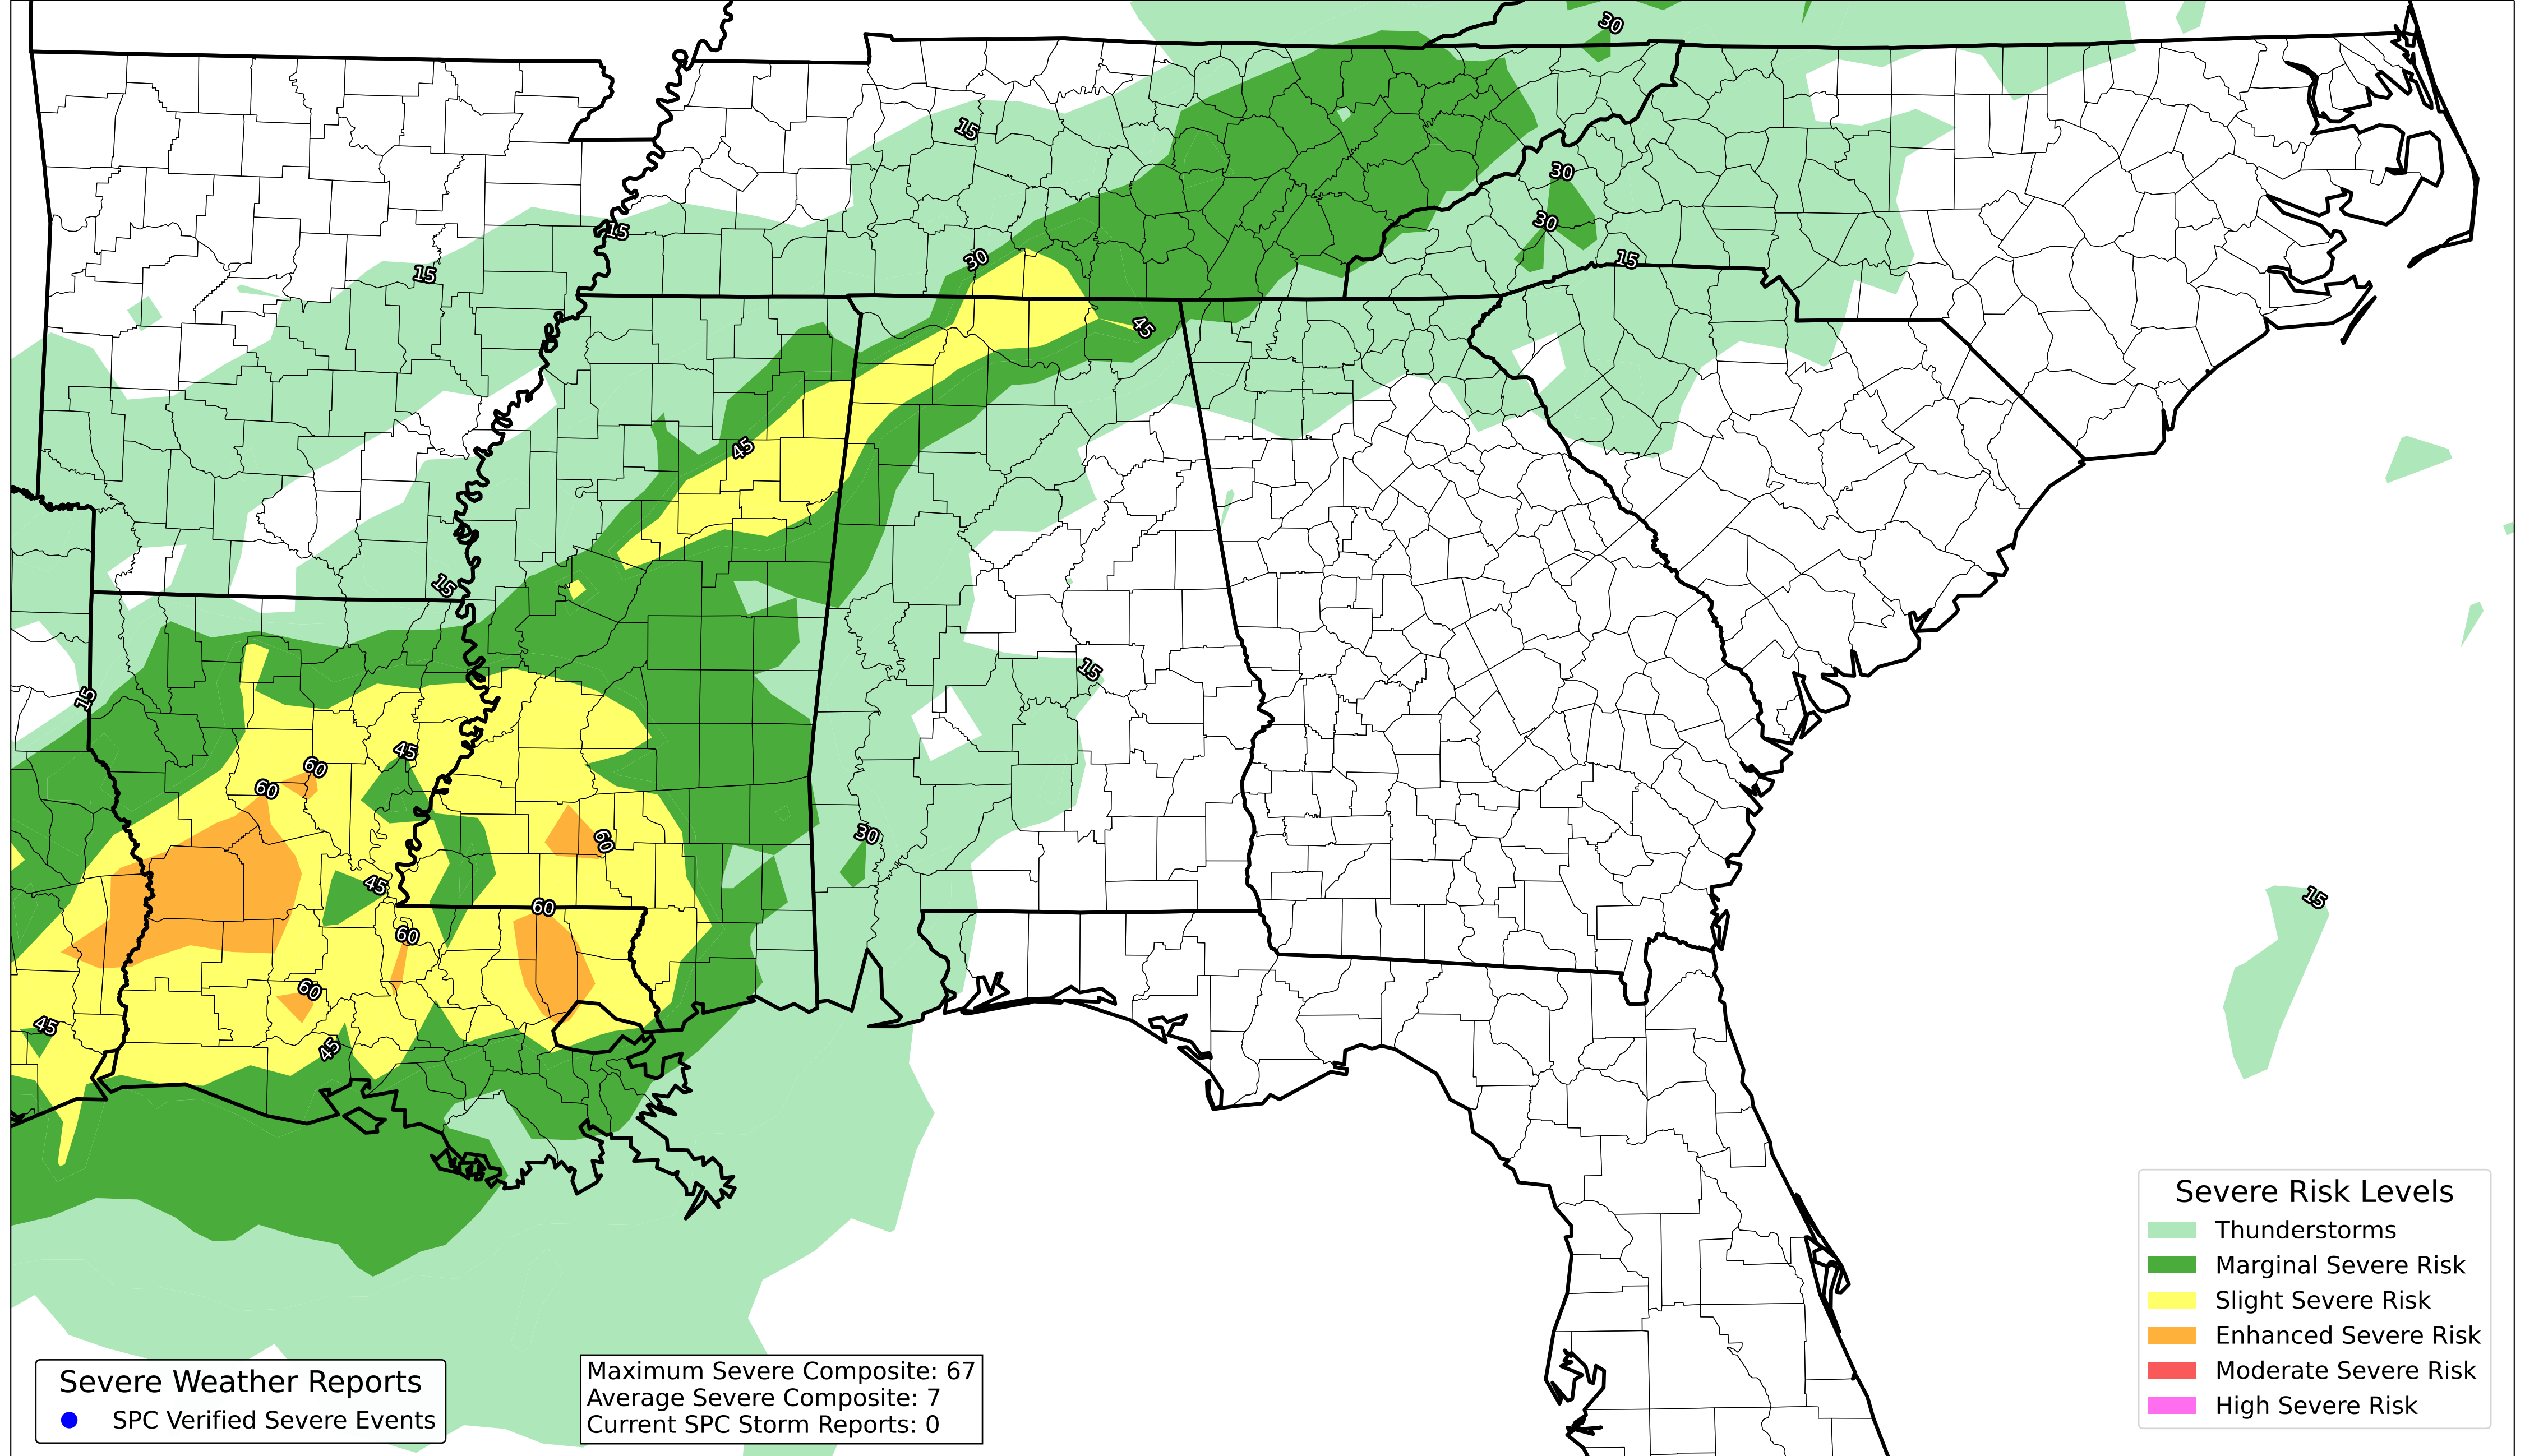 30
15
30
30
15
15
30
15
45
45
15
15
15
45
60
60
30
60
45
60
60
60
45
45
15
Severe Risk Levels
Thunderstorms
Marginal Severe Risk
Slight Severe Risk
Enhanced Severe Risk
Moderate Severe Risk
High Severe Risk
Severe Weather Reports
SPC Verified Severe Events
Maximum Severe Composite: 67
Average Severe Composite: 7
Current SPC Storm Reports: 0